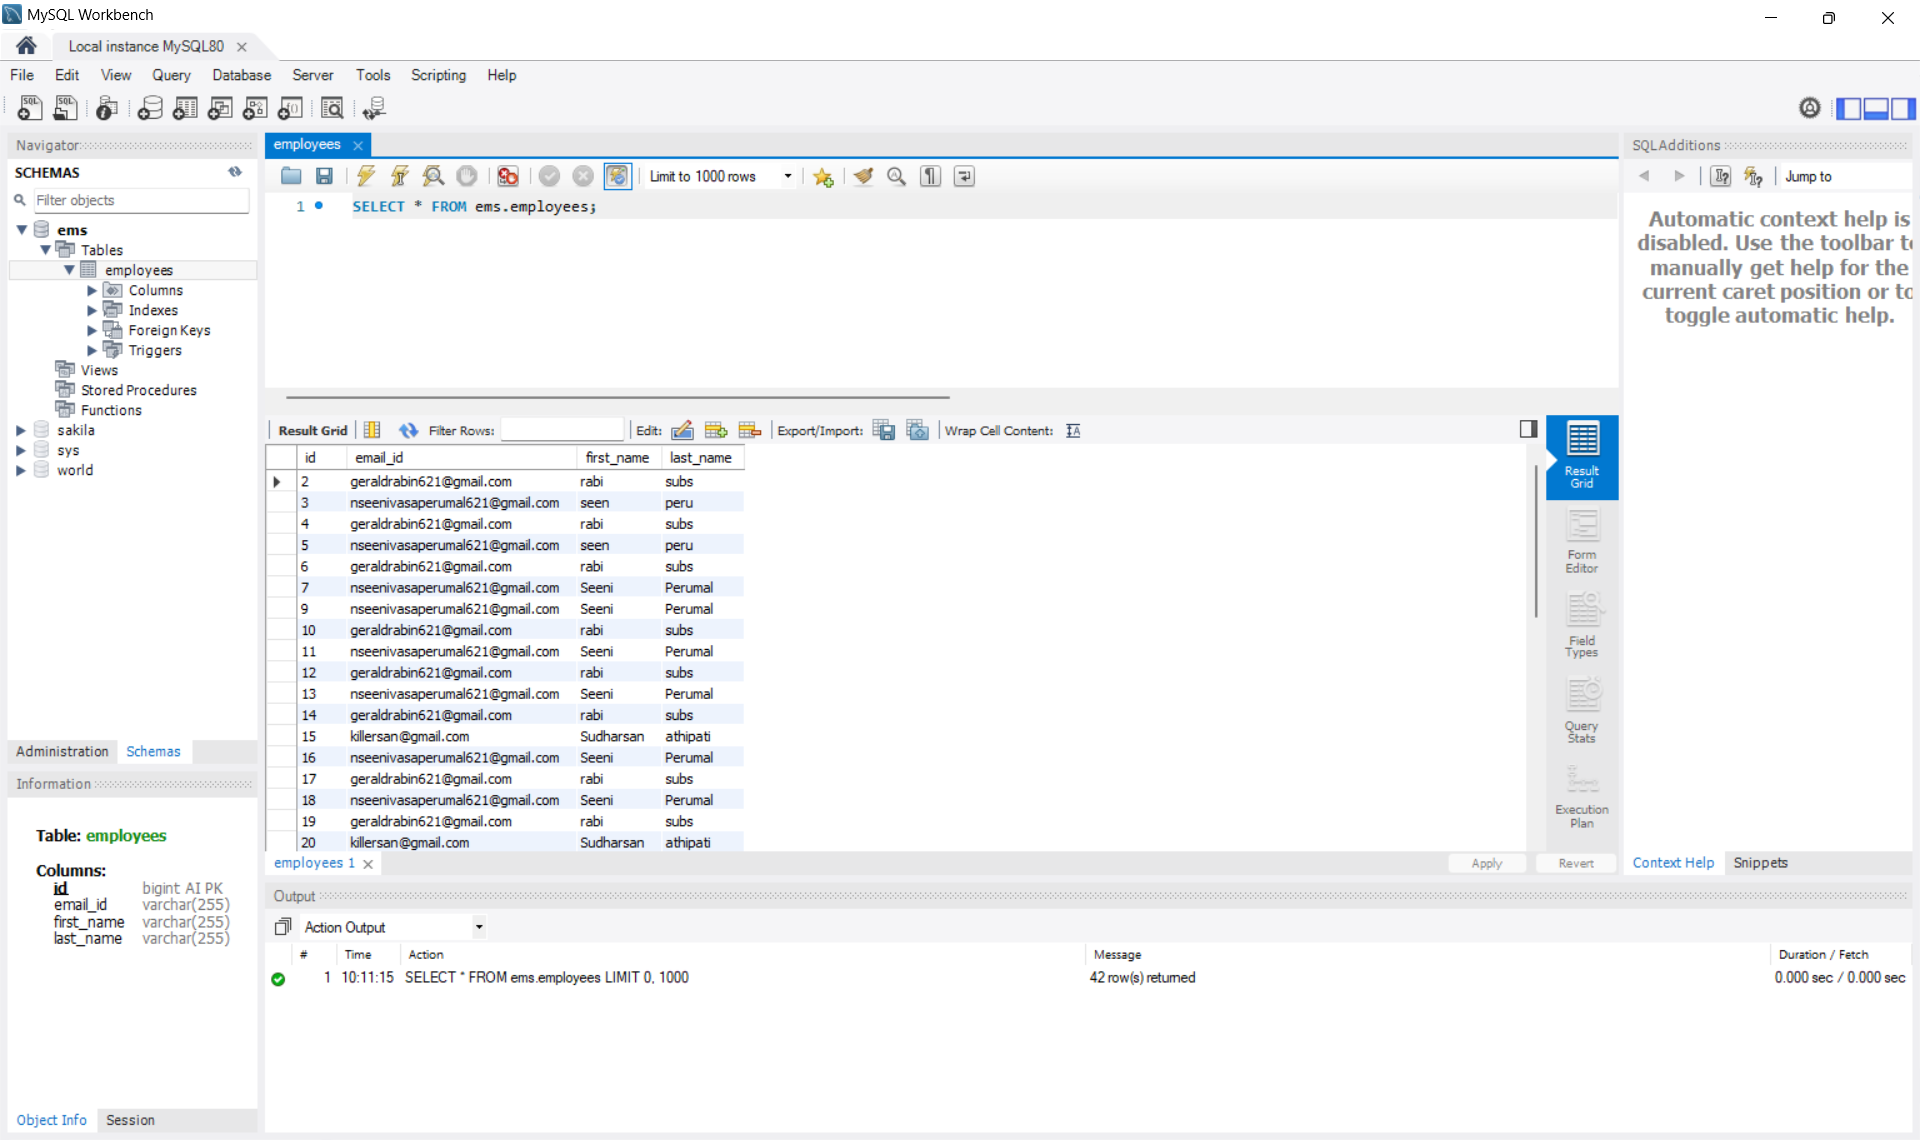 MySQL Workbench
Local instance MySQL80
File Edit View Query Database Server Tools Scripting Help
Navigator
SCHEMAS
Filter objects
ems
Tables
employees
Columns
Indexes
Foreign Keys
Triggers
Views
Stored Procedures
Functions
sakila
sys
world
Administration Schemas
Information
Table: employees
Columns:
id bigint AI PK
email_id varchar(255)
first_name varchar(255)
last_name varchar(255)
Object Info Session
employees
Limit to 1000 rows
1 SELECT * FROM ems.employees;
Result Grid Filter Rows: Edit: Export/Import: Wrap Cell Content:
id email_id first_name last_name
2 geraldrabin621@gmail.com rabi subs
3 nseenivasaperumal621@gmail.com seen peru
4 geraldrabin621@gmail.com rabi subs
5 nseenivasaperumal621@gmail.com seen peru
6 geraldrabin621@gmail.com rabi subs
7 nseenivasaperumal621@gmail.com Seeni Perumal
9 nseenivasaperumal621@gmail.com Seeni Perumal
10 geraldrabin621@gmail.com rabi subs
11 nseenivasaperumal621@gmail.com Seeni Perumal
12 geraldrabin621@gmail.com rabi subs
13 nseenivasaperumal621@gmail.com Seeni Perumal
14 geraldrabin621@gmail.com rabi subs
15 killersan@gmail.com Sudharsan athipati
16 nseenivasaperumal621@gmail.com Seeni Perumal
17 geraldrabin621@gmail.com rabi subs
18 nseenivasaperumal621@gmail.com Seeni Perumal
19 geraldrabin621@gmail.com rabi subs
20 killersan@gmail.com Sudharsan athipati
Result
Grid
Form
Editor
Field
Types
Query
Stats
Execution
Plan
employees 1
Apply Revert
SQLAdditions
Jump to
Automatic context help is
disabled. Use the toolbar to
manually get help for the
current caret position or to
toggle automatic help.
Context Help Snippets
Output
Action Output
# Time Action Message Duration / Fetch
1 10:11:15 SELECT * FROM ems.employees LIMIT 0, 1000 42 row(s) returned 0.000 sec / 0.000 sec